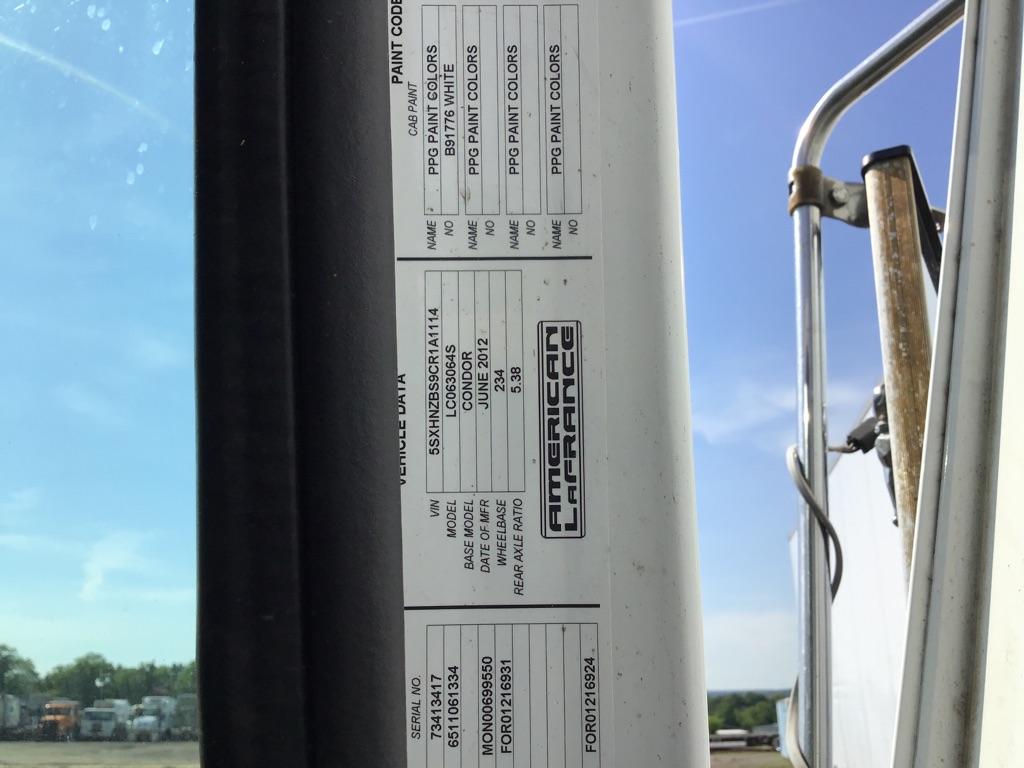 SERIAL NO.
73413417
6511061334
MON00699550
FOR01216931
FOR01216924
VEHICLE DATA
VIN 5SXHNZBS9CR1A1114
MODEL LC063064S
BASE MODEL CONDOR
DATE OF MFR JUNE 2012
WHEELBASE 234
REAR AXLE RATIO 5.38
AMERICAN
LAFRANCE
PAINT CODE
CAB PAINT
NAME PPG PAINT COLORS
NO B91776 WHITE
NAME PPG PAINT COLORS
NO
NAME PPG PAINT COLORS
NO
NAME PPG PAINT COLORS
NO